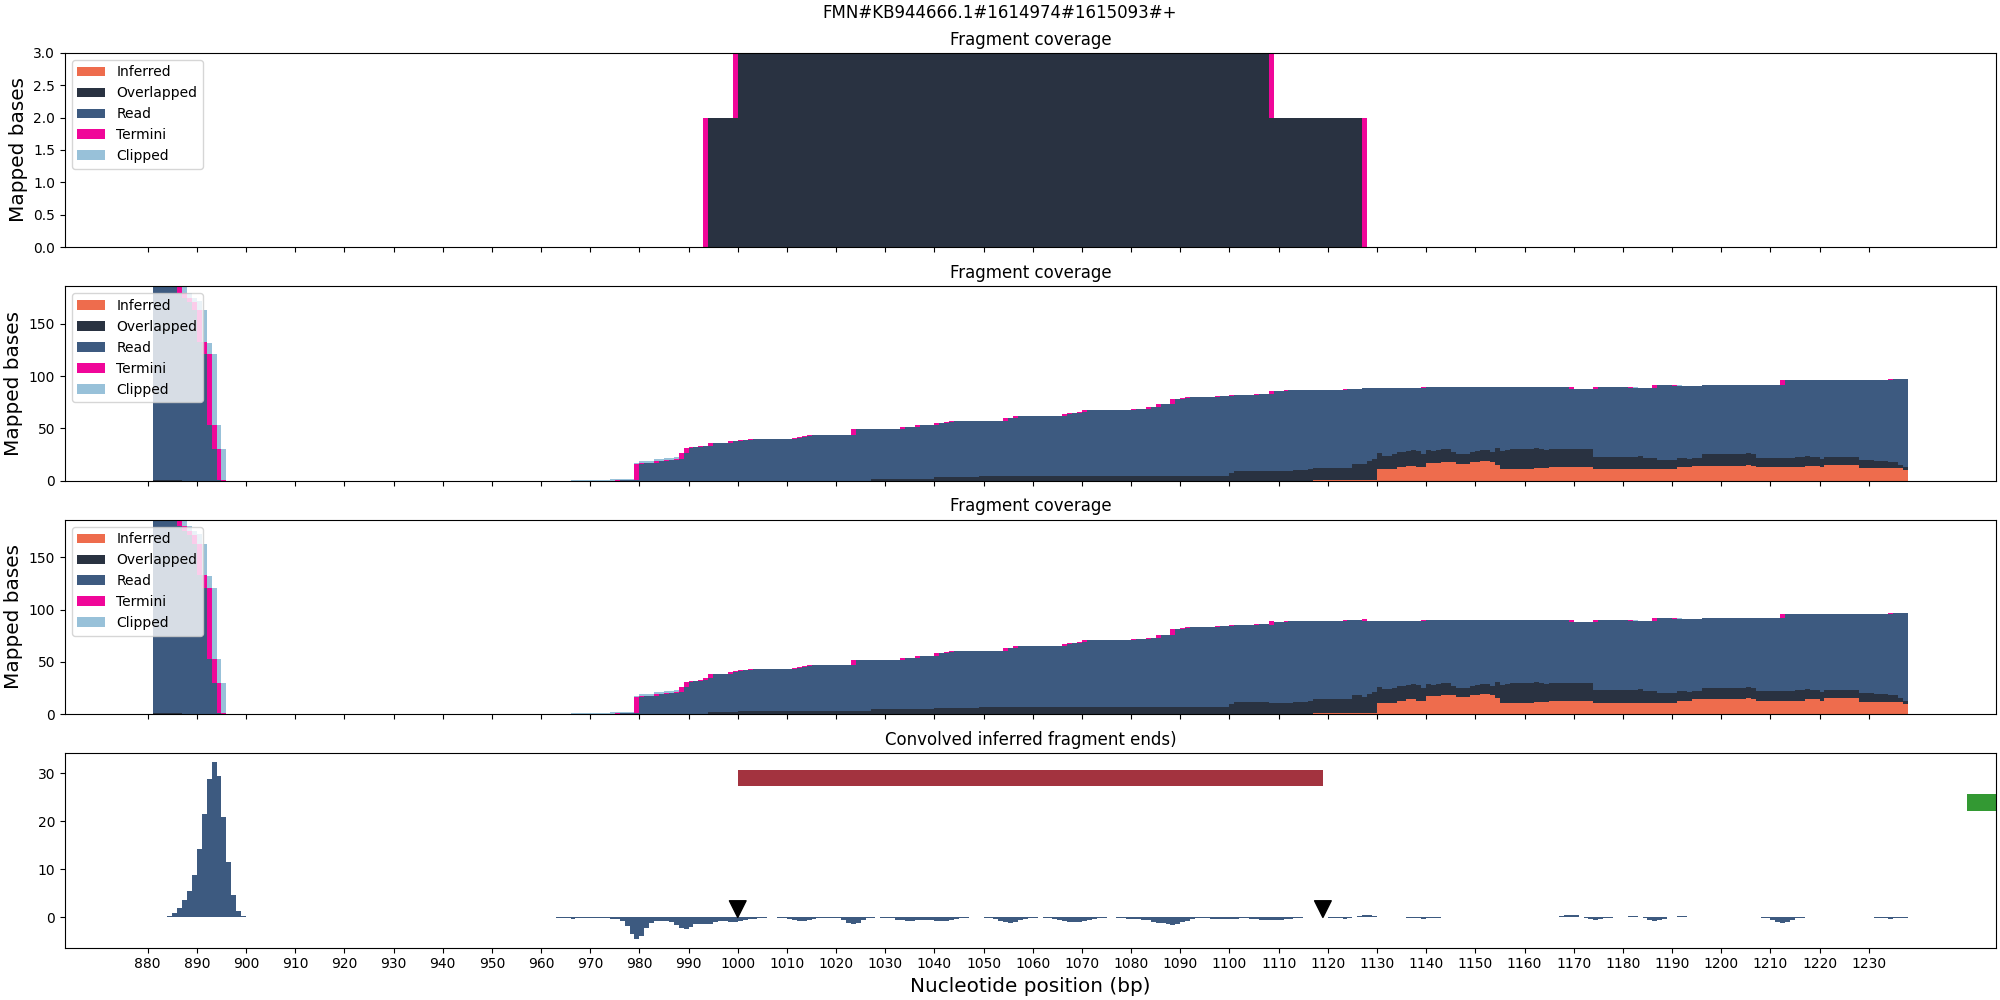 FMN#KB944666.1#1614974#1615093#+
Fragment coverage
Mapped bases
3.0
2.5
2.0
1.5
1.0
0.5
0.0
Inferred
Overlapped
Read
Termini
Clipped
Fragment coverage
Mapped bases
150
100
50
0
Inferred
Overlapped
Read
Termini
Clipped
Fragment coverage
Mapped bases
150
100
50
0
Inferred
Overlapped
Read
Termini
Clipped
Convolved inferred fragment ends)
30
20
10
0
880 890 900 910 920 930 940 950 960 970 980 990 1000 1010 1020 1030 1040 1050 1060 1070 1080 1090 1100 1110 1120 1130 1140 1150 1160 1170 1180 1190 1200 1210 1220 1230
Nucleotide position (bp)